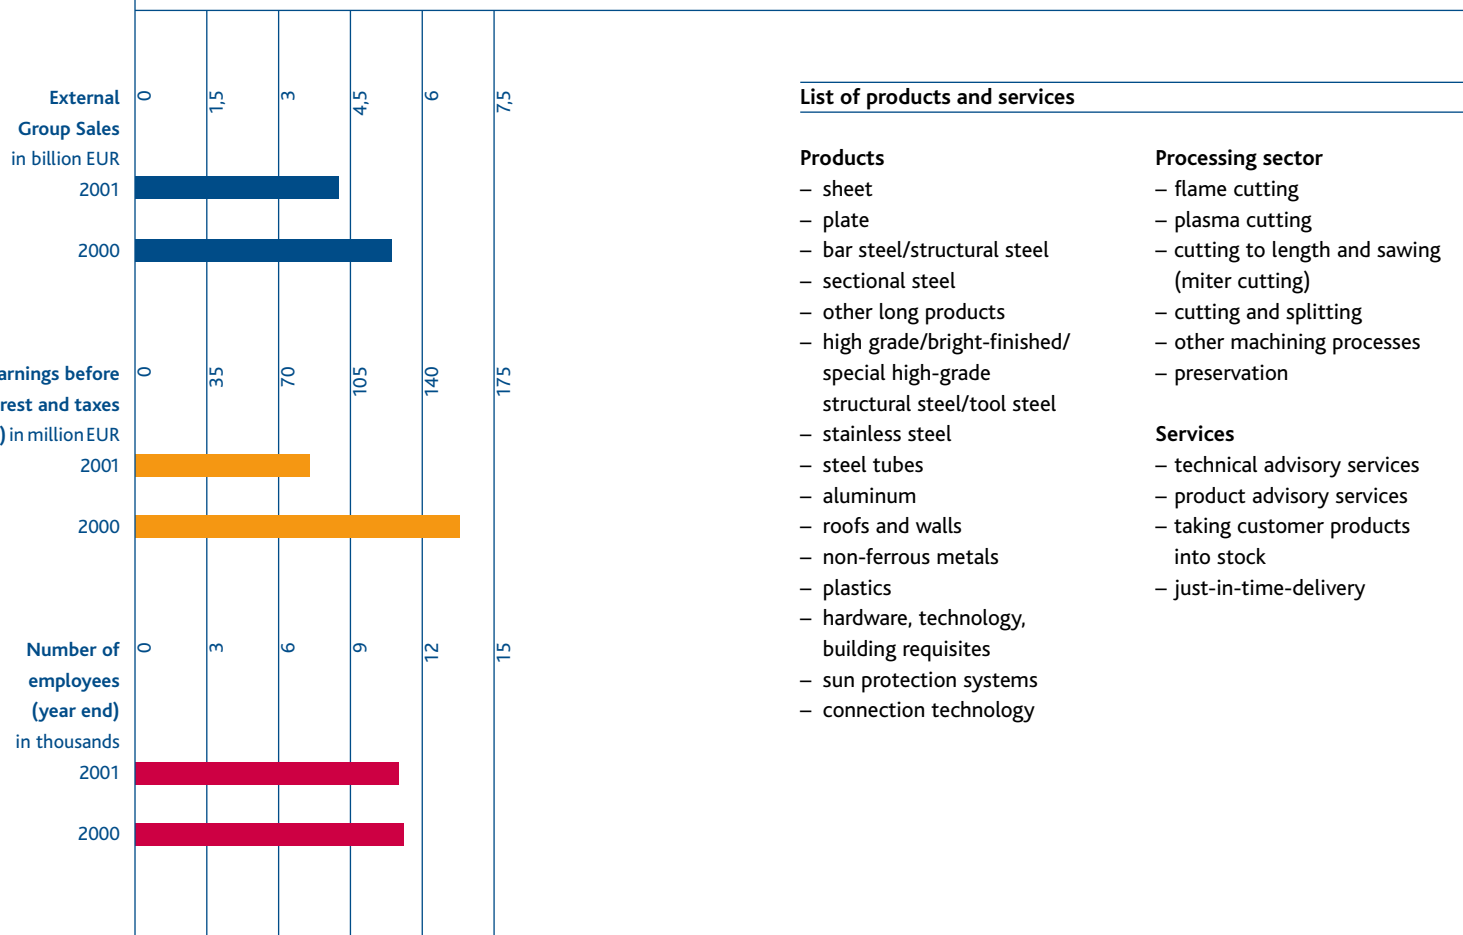 External
Group Sales
in billion EUR
0
1,5
3
4,5
6
7,5
2001
2000
arnings before
rest and taxes
) in million EUR
0
35
70
105
140
175
2001
2000
Number of
employees
(year end)
in thousands
0
3
6
9
12
15
2001
2000
List of products and services
Products
– sheet
– plate
– bar steel/structural steel
– sectional steel
– other long products
– high grade/bright-finished/
special high-grade
structural steel/tool steel
– stainless steel
– steel tubes
– aluminum
– roofs and walls
– non-ferrous metals
– plastics
– hardware, technology,
building requisites
– sun protection systems
– connection technology
Processing sector
– flame cutting
– plasma cutting
– cutting to length and sawing
(miter cutting)
– cutting and splitting
– other machining processes
– preservation
Services
– technical advisory services
– product advisory services
– taking customer products
into stock
– just-in-time-delivery